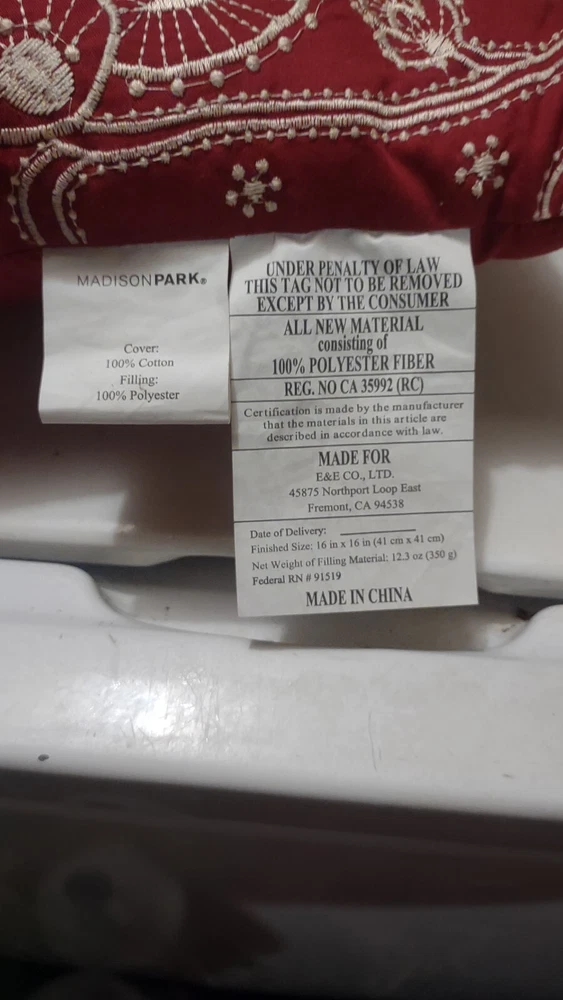 MADISONPARK®
Cover:
100% Cotton
Filling:
100% Polyester
UNDER PENALTY OF LAW
THIS TAG NOT TO BE REMOVED
EXCEPT BY THE CONSUMER
ALL NEW MATERIAL
consisting of
100% POLYESTER FIBER
REG. NO CA 35992 (RC)
Certification is made by the manufacturer
that the materials in this article are
described in accordance with law.
MADE FOR
E&E CO., LTD.
45875 Northport Loop East
Fremont, CA 94538
Date of Delivery:
Finished Size: 16 in x 16 in (41 cm x 41 cm)
Net Weight of Filling Material: 12.3 oz (350 g)
Federal RN # 91519
MADE IN CHINA